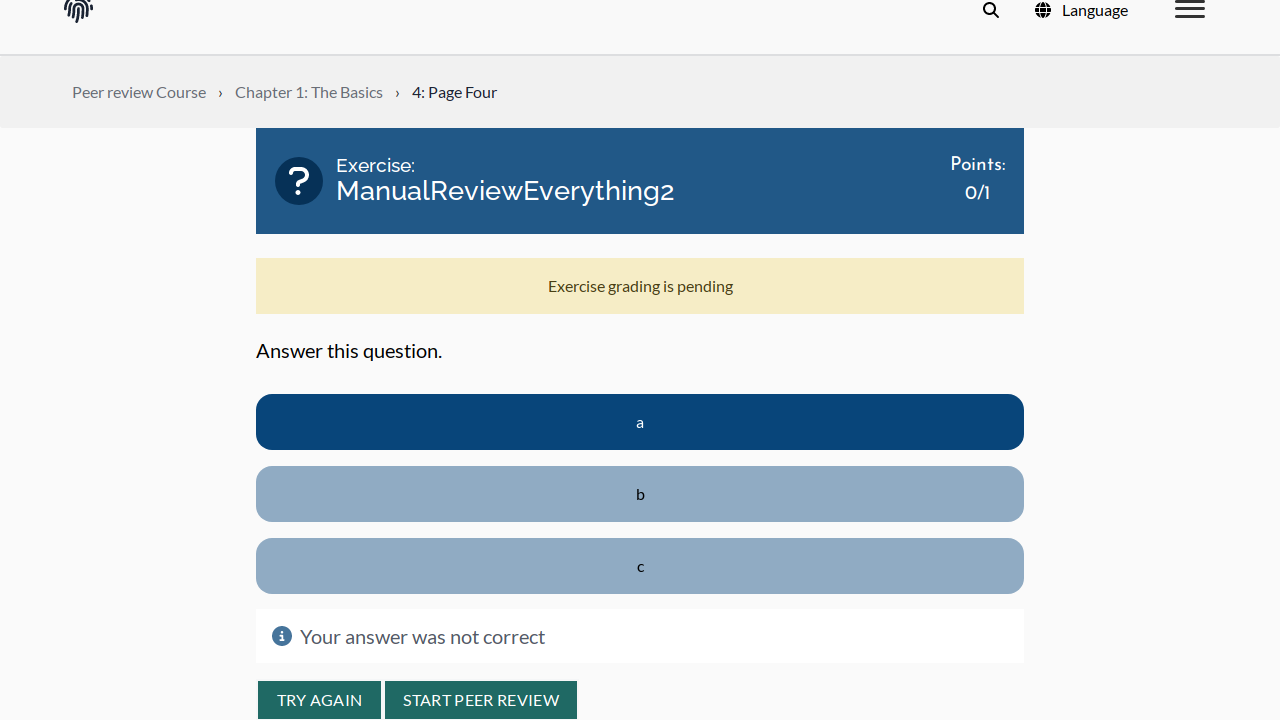 Language
Peer review Course › Chapter 1: The Basics › 4: Page Four
Exercise:
ManualReviewEverything2
Points:
0/1
Exercise grading is pending
Answer this question.
a
b
c
Your answer was not correct
TRY AGAIN
START PEER REVIEW